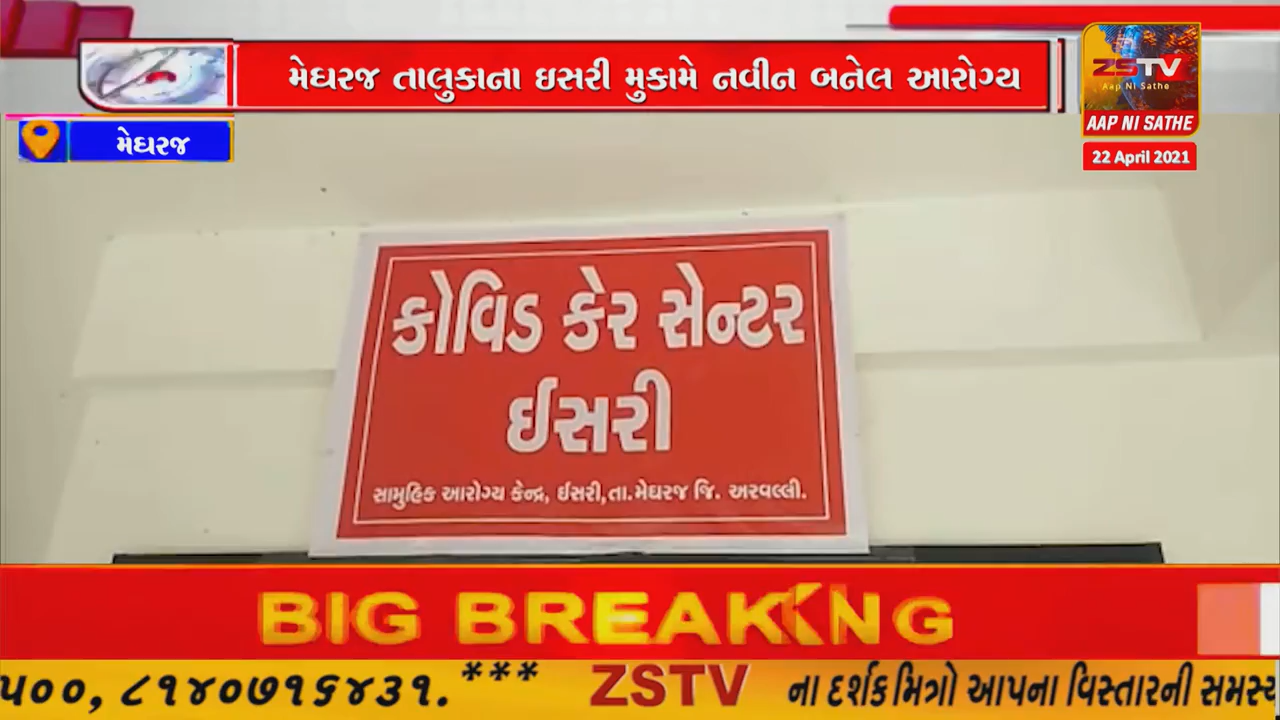 મેઘરજ તાલુકાના ઇસરી મુકામે નવીન બનેલ આરોગ્ય
ZSTV
Aap Ni Sathe
AAP NI SATHE
22 April 2021
મેઘરજ
કોવિડ કેર સેન્ટર
ઈસરી
સામુહિક આરોગ્ય કેન્દ્ર, ઈસરી,તા.મેઘરજ જિ. અરવલ્લી.
BIG BREAKING
૫૦૦, ૮૧૪૦૭૧૬૪૩૧.*** ZSTV ના દર્શકમિત્રો આપના વિસ્તારની